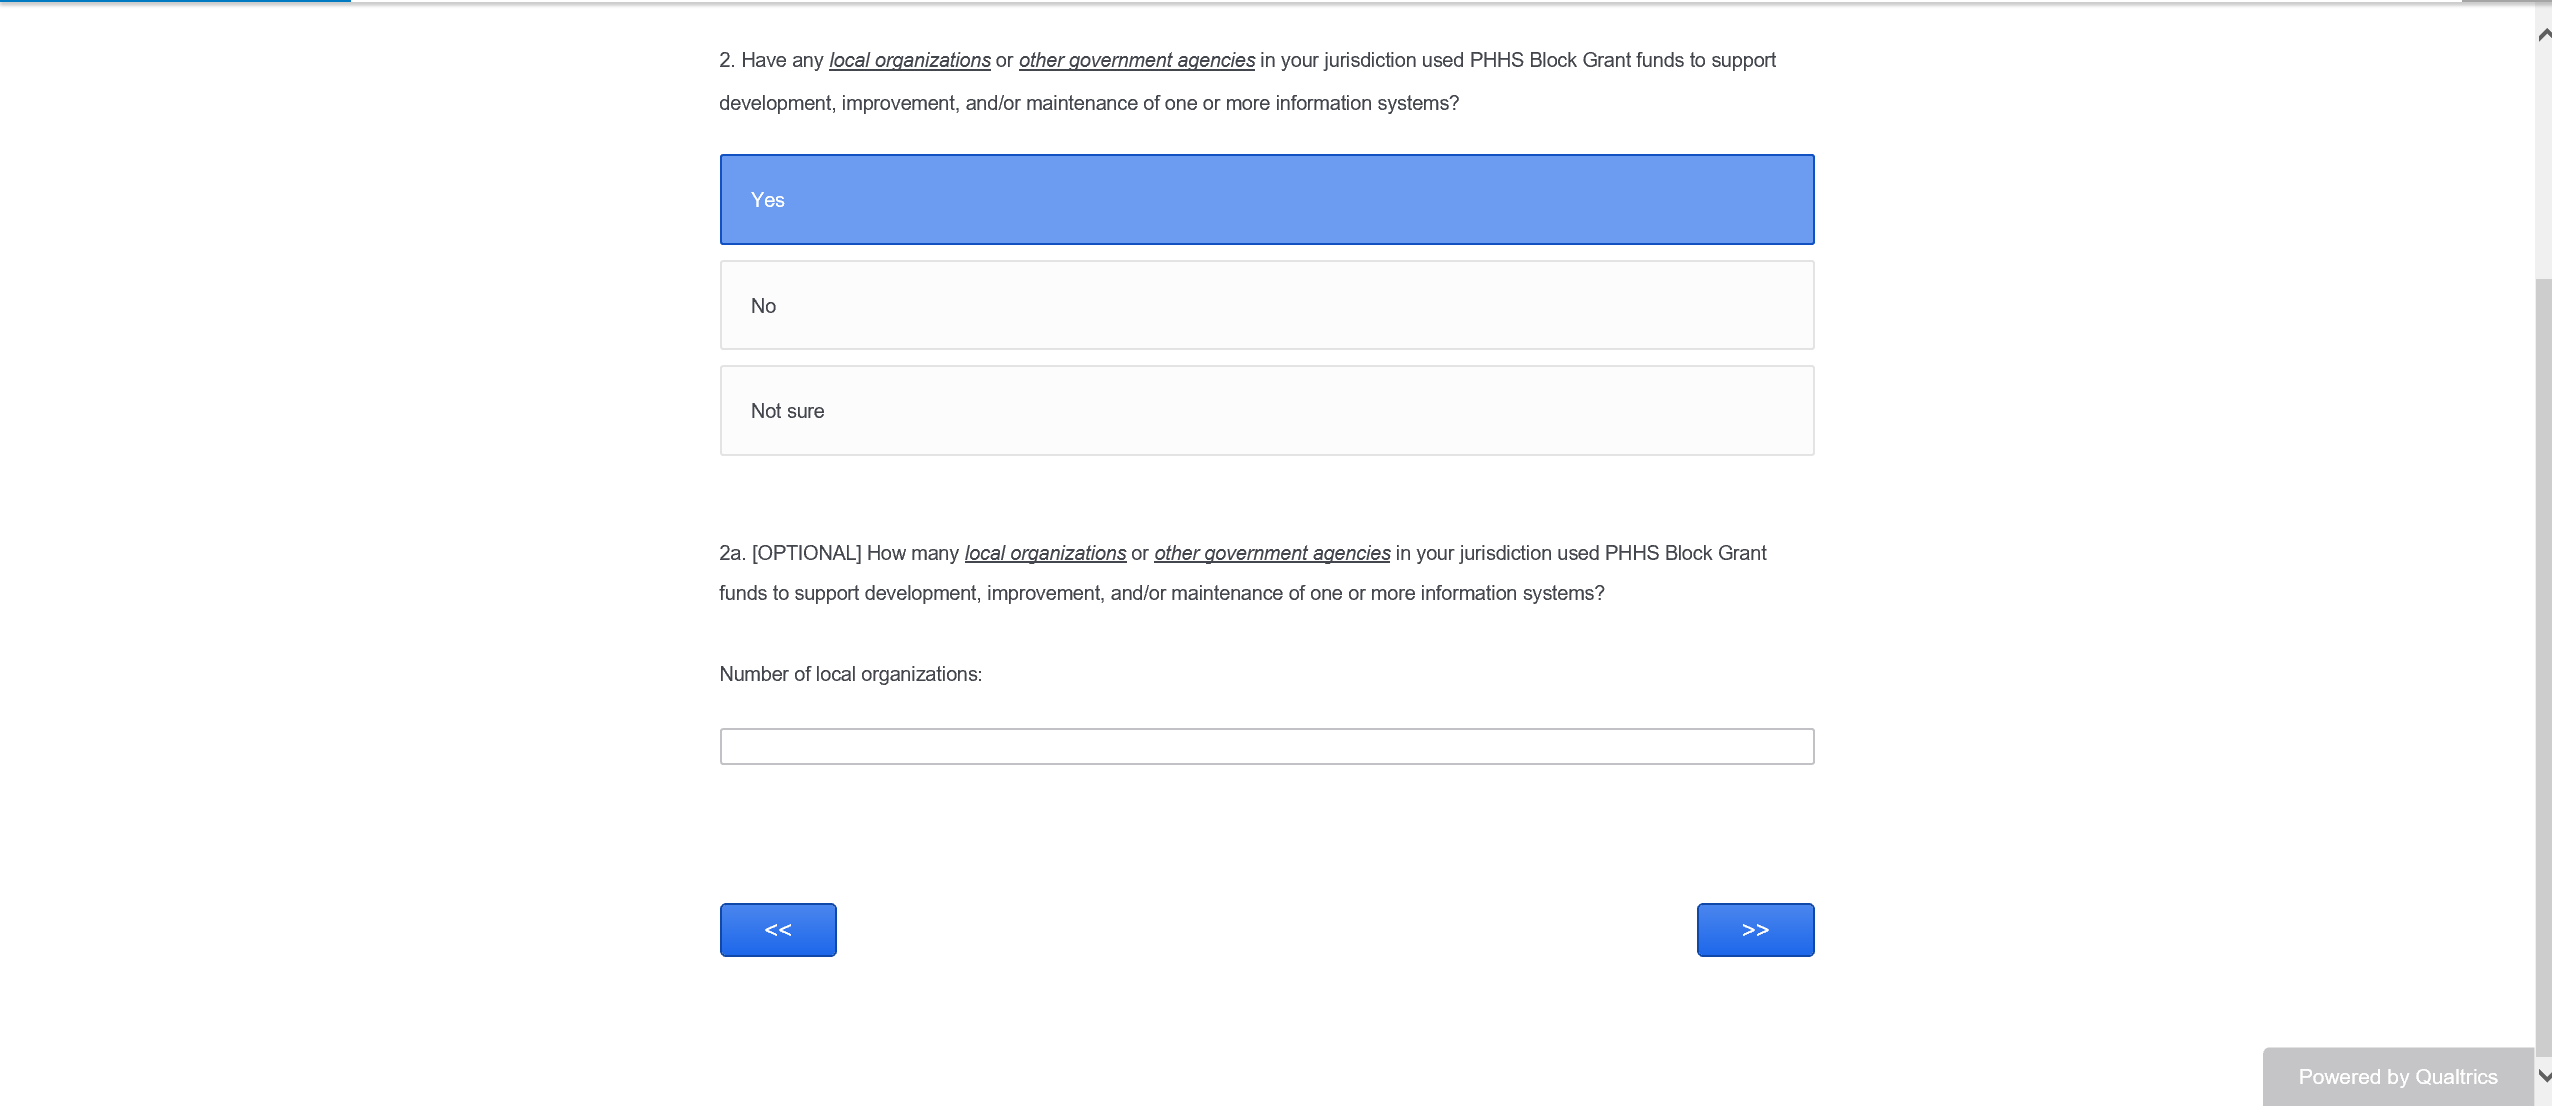 2. Have any local organizations or other government agencies in your jurisdiction used PHHS Block Grant funds to support
development, improvement, and/or maintenance of one or more information systems?
Yes
No
Not sure
2a. [OPTIONAL] How many local organizations or other government agencies in your jurisdiction used PHHS Block Grant
funds to support development, improvement, and/or maintenance of one or more information systems?
Number of local organizations:
<< >>
Powered by Qualtrics